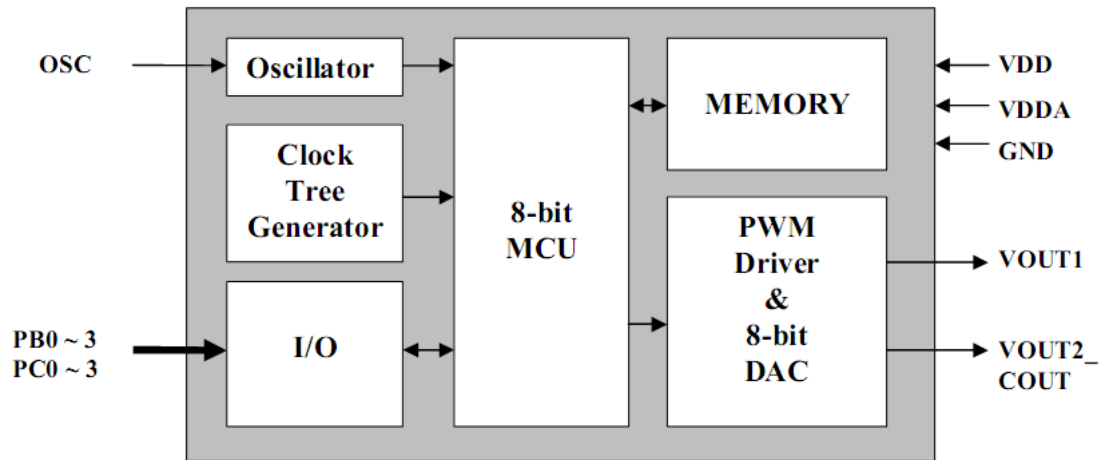 OSC
Oscillator
Clock
Tree
Generator
PB0 ~ 3
PC0 ~ 3
I/O
8-bit
MCU
MEMORY
PWM
Driver
&
8-bit
DAC
VDD
VDDA
GND
VOUT1
VOUT2_
COUT